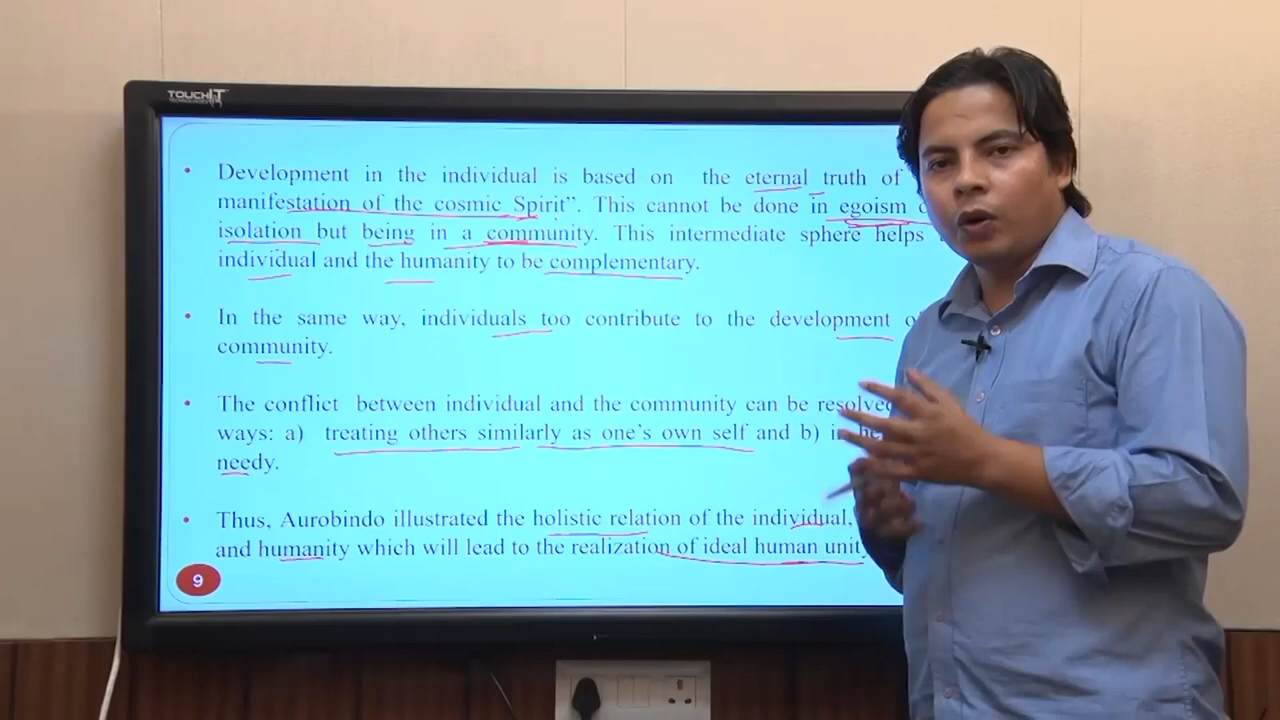 TOUCHIT
TECHNOLOGIES
• Development in the individual is based on the eternal truth of
manifestation of the cosmic Spirit”. This cannot be done in egoism
isolation but being in a community. This intermediate sphere helps
individual and the humanity to be complementary.
• In the same way, individuals too contribute to the development
community.
• The conflict between individual and the community can be resolved
ways: a) treating others similarly as one’s own self and b)
needy.
• Thus, Aurobindo illustrated the holistic relation of the individual,
and humanity which will lead to the realization of ideal human unity
9